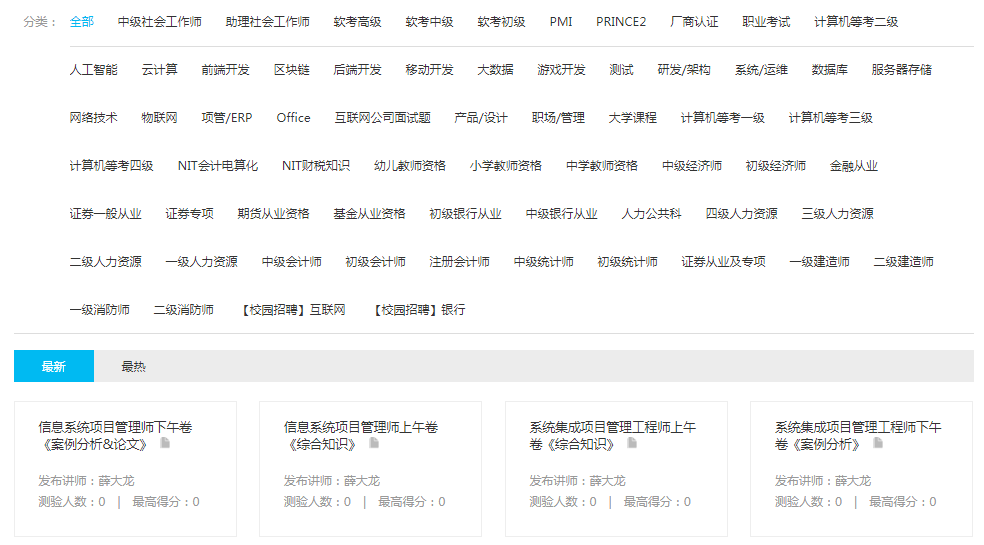 分类： 全部 中级社会工作师 助理社会工作师 软考高级 软考中级 软考初级 PMI PRINCE2 厂商认证 职业考试 计算机等考二级
人工智能 云计算 前端开发 区块链 后端开发 移动开发 大数据 游戏开发 测试 研发/架构 系统/运维 数据库 服务器存储
网络技术 物联网 项管/ERP Office 互联网公司面试题 产品/设计 职场/管理 大学课程 计算机等考一级 计算机等考三级
计算机等考四级 NIT会计电算化 NIT财税知识 幼儿教师资格 小学教师资格 中学教师资格 中级经济师 初级经济师 金融从业
证券一般从业 证券专项 期货从业资格 基金从业资格 初级银行从业 中级银行从业 人力公共科 四级人力资源 三级人力资源
二级人力资源 一级人力资源 中级会计师 初级会计师 注册会计师 中级统计师 初级统计师 证券从业及专项 一级建造师 二级建造师
一级消防师 二级消防师 【校园招聘】互联网 【校园招聘】银行
最新 最热
信息系统项目管理师下午卷
《案例分析&论文》
发布讲师：薛大龙
测验人数：0 | 最高得分：0
信息系统项目管理师上午卷
《综合知识》
发布讲师：薛大龙
测验人数：0 | 最高得分：0
系统集成项目管理工程师上午
卷《综合知识》
发布讲师：薛大龙
测验人数：0 | 最高得分：0
系统集成项目管理工程师下午
卷《案例分析》
发布讲师：薛大龙
测验人数：0 | 最高得分：0